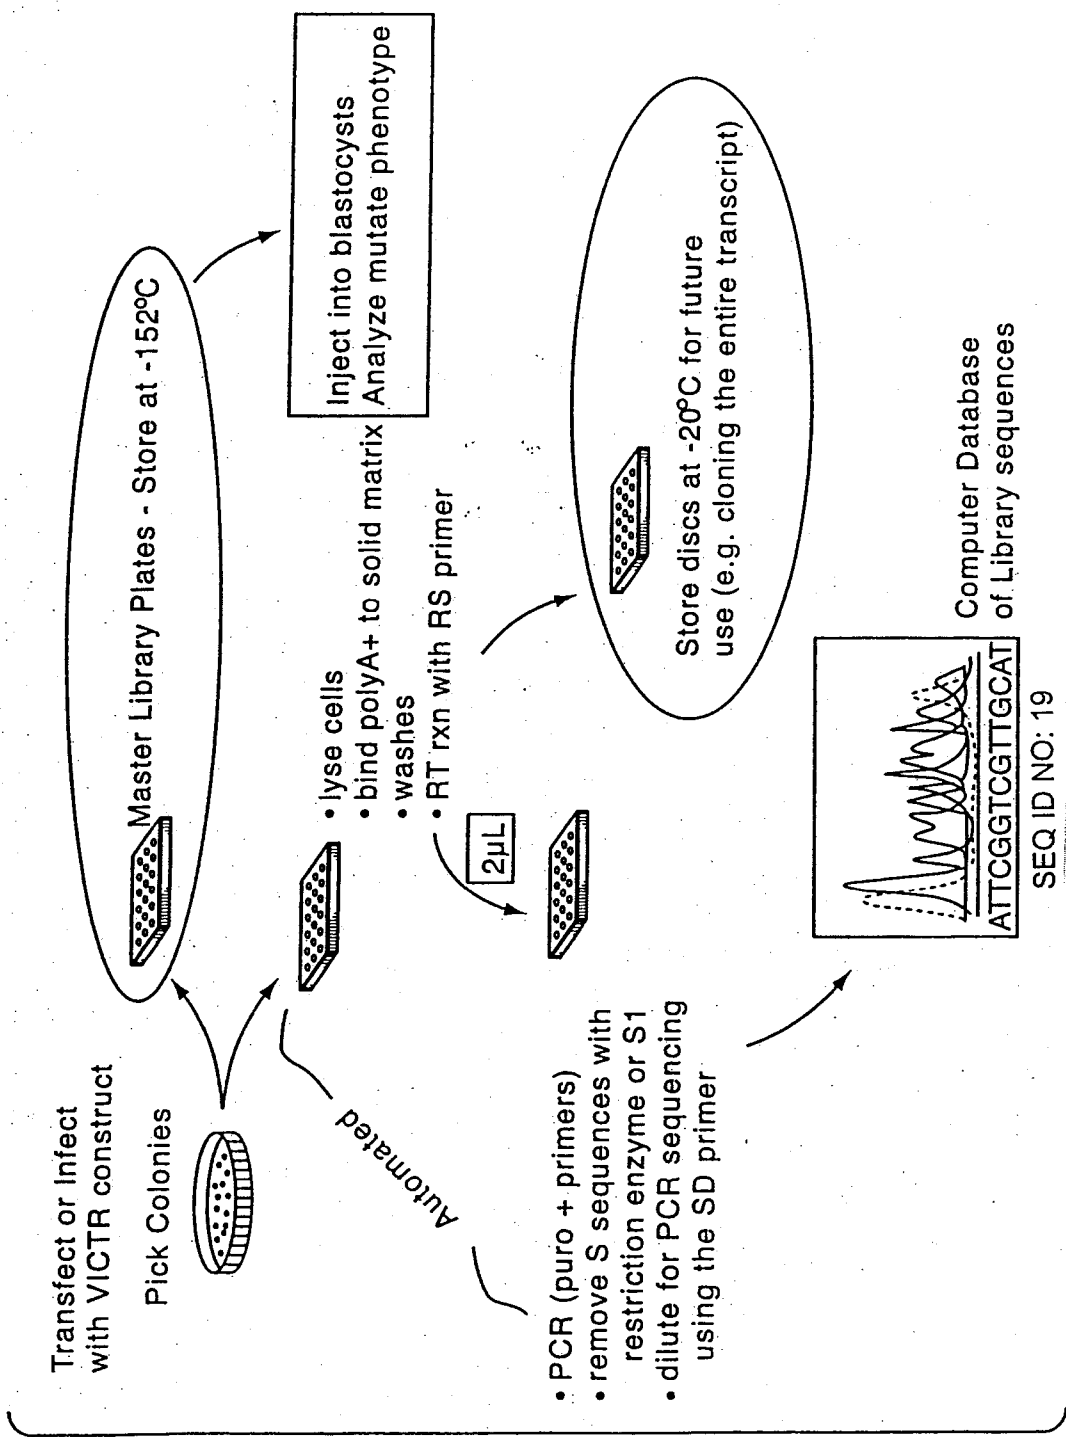 Transfect or Infect
with VICTR construct
Pick Colonies
Master Library Plates - Store at -152ºC
Inject into blastocysts
Analyze mutate phenotype
• lyse cells
• bind polyA+ to solid matrix
• washes
• RT rxn with RS primer
2µL
Automated
Store discs at -20ºC for future
use (e.g. cloning the entire transcript)
• PCR (puro + primers)
• remove S sequences with
restriction enzyme or S1
• dilute for PCR sequencing
using the SD primer
Computer Database
of Library sequences
ATTCGGTCGTTGCAT
SEQ ID NO: 19